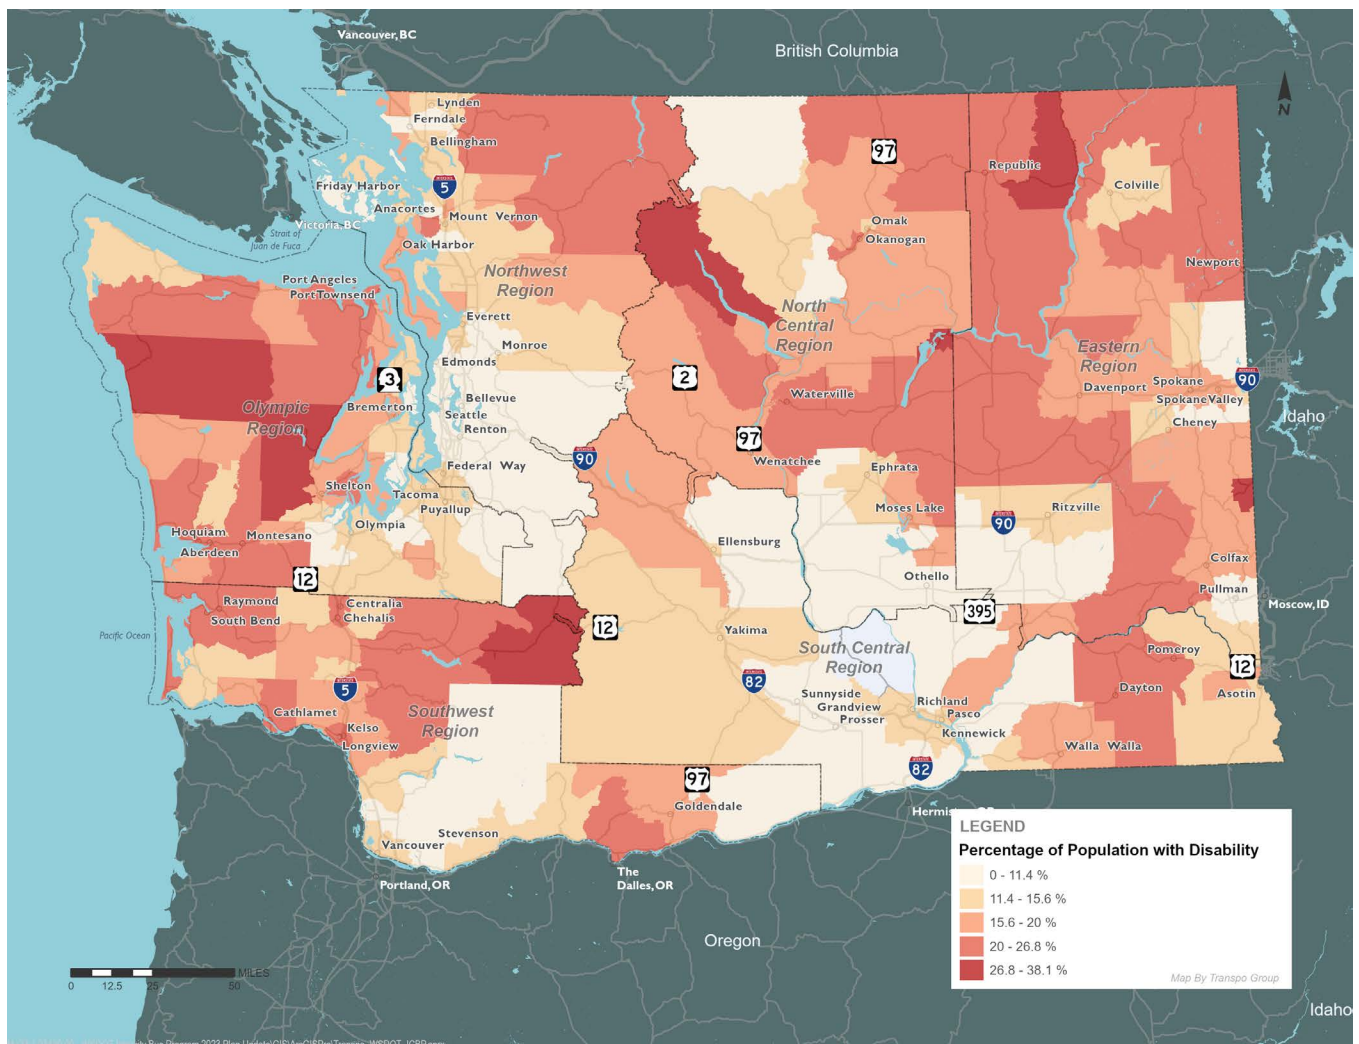 Vancouver, BC
British Columbia
N
Lynden
Ferndale
Bellingham
97
Republic
Colville
5
Friday Harbor
Anacortes
Victoria, BC
Mount Vernon
Strait of
Juan de Fuca
Oak Harbor
Omak
Okanogan
Newport
Port Angeles
Port Townsend
Northwest
Region
North
Central
Region
Everett
Monroe
Edmonds
Eastern
Region
3
2
Davenport
Spokane
Spokane Valley
90
Idaho
Olympic
Region
Bremerton
Bellevue
Seattle
Renton
Waterville
Cheney
97
90
Wenatchee
Federal Way
Ephrata
Shelton
Tacoma
Puyallup
Olympia
Moses Lake
90
Ritzville
Hoquiam
Aberdeen
Montesano
Ellensburg
Colfax
12
Othello
Pullman
Moscow, ID
Raymond
South Bend
Centralia
Chehalis
395
Pacific Ocean
12
Yakima
South Central
Region
Pomeroy
12
5
82
Sunnyside
Grandview
Prosser
Richland
Pasco
Kennewick
Dayton
Asotin
Cathlamet
Southwest
Region
Kelso
Longview
Walla Walla
97
82
Goldendale
Stevenson
Vancouver
Portland, OR
The
Dalles, OR
Oregon
LEGEND
Percentage of Population with Disability
0 - 11.4 %
11.4 - 15.6 %
15.6 - 20 %
20 - 26.8 %
26.8 - 38.1 %
Map By Transpo Group
MILES
0 12.5 25 50
Idaho